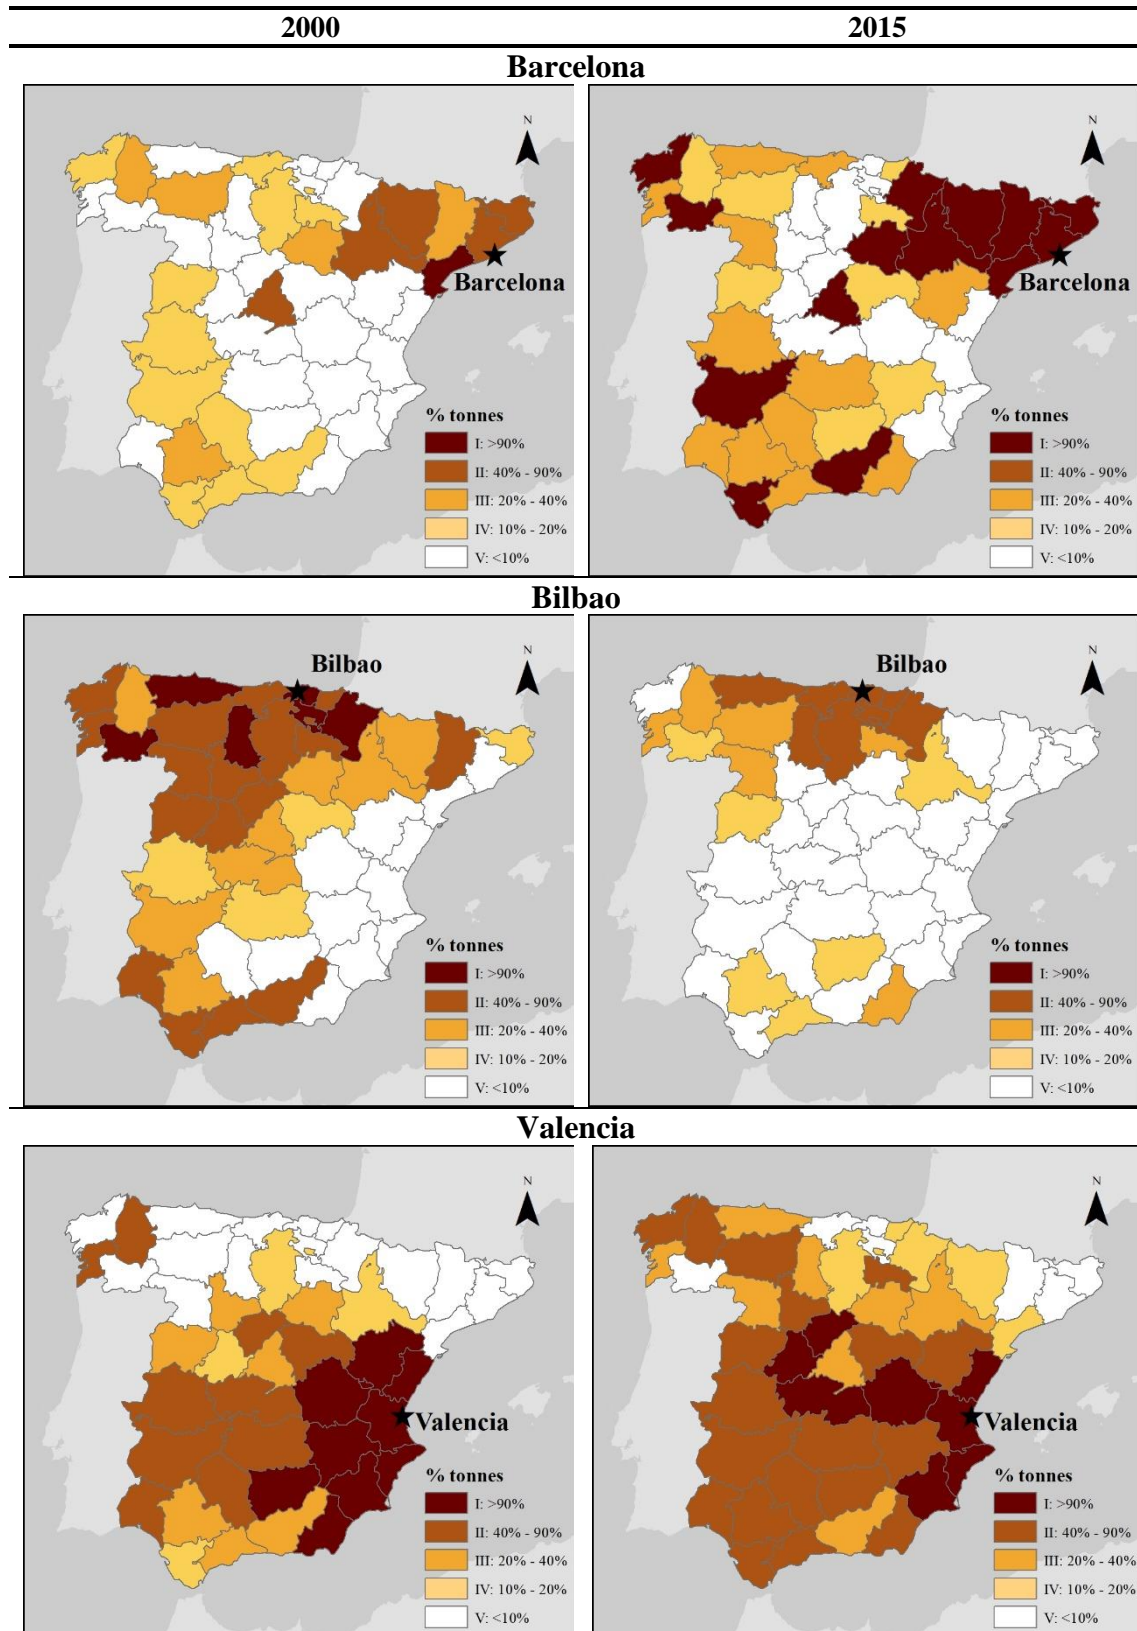 2000 2015
Barcelona
N
Barcelona
% tonnes
I: >90%
II: 40% - 90%
III: 20% - 40%
IV: 10% - 20%
V: <10%
N
Barcelona
% tonnes
I: >90%
II: 40% - 90%
III: 20% - 40%
IV: 10% - 20%
V: <10%
Bilbao
N
Bilbao
% tonnes
I: >90%
II: 40% - 90%
III: 20% - 40%
IV: 10% - 20%
V: <10%
N
Bilbao
% tonnes
I: >90%
II: 40% - 90%
III: 20% - 40%
IV: 10% - 20%
V: <10%
Valencia
N
Valencia
% tonnes
I: >90%
II: 40% - 90%
III: 20% - 40%
IV: 10% - 20%
V: <10%
N
Valencia
% tonnes
I: >90%
II: 40% - 90%
III: 20% - 40%
IV: 10% - 20%
V: <10%